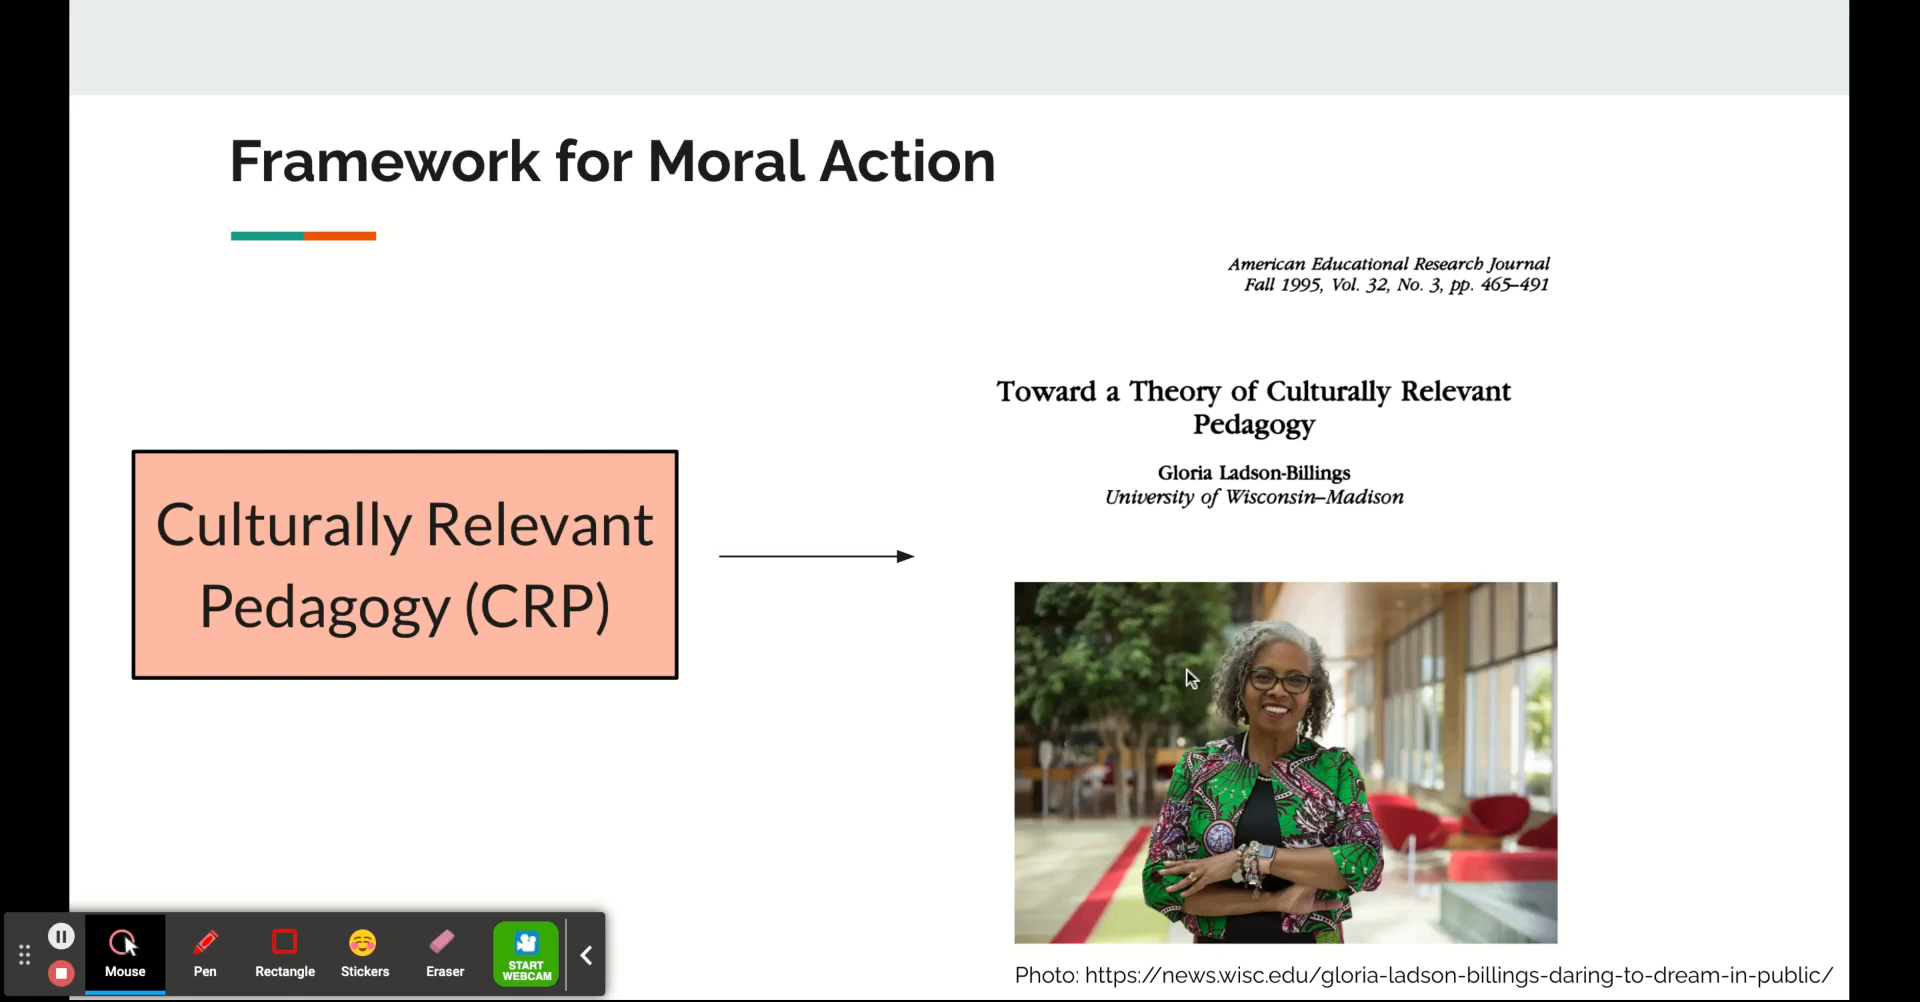 Framework for Moral Action
American Educational Research Journal
Fall 1995, Vol. 32, No. 3, pp. 465–491
Toward a Theory of Culturally Relevant
Pedagogy
Gloria Ladson-Billings
University of Wisconsin–Madison
Culturally Relevant
Pedagogy (CRP)
Photo: https://news.wisc.edu/gloria-ladson-billings-daring-to-dream-in-public/
Mouse
Pen
Rectangle
Stickers
Eraser
START
WEBCAM